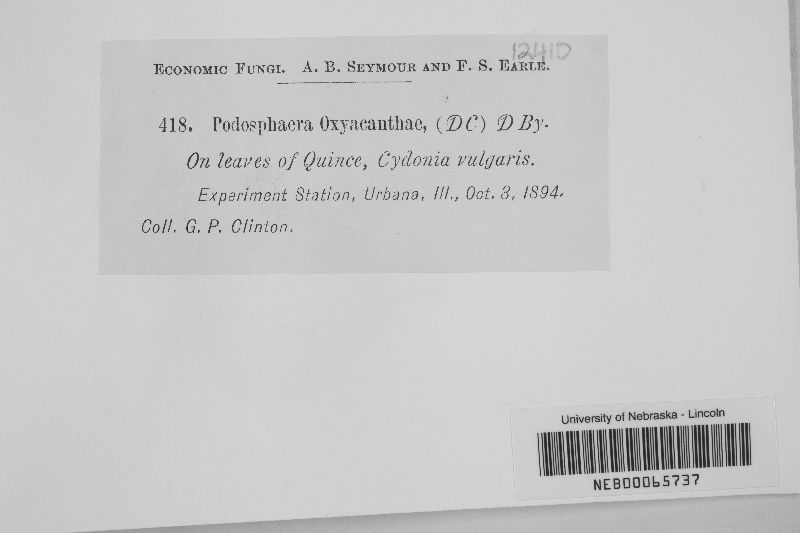 12410
ECONOMIC FUNGI. A. B. SEYMOUR AND F. S. EARLE.
418. Podosphaera Oxyacanthae, (DC) D By.
On leaves of Quince, Cydonia vulgaris.
Experiment Station, Urbana, Ill., Oct. 3, 1894.
Coll. G. P. Clinton.
University of Nebraska - Lincoln
NEB00065737